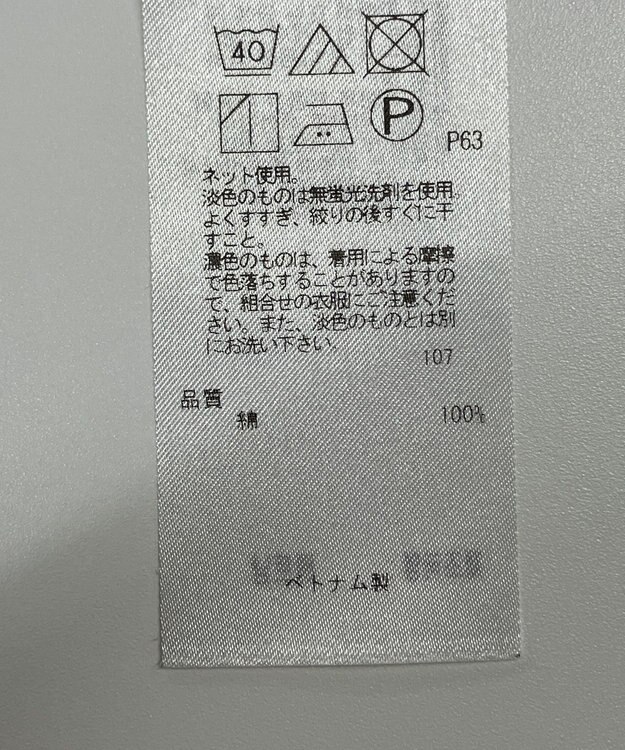 40
P
P63
ネット使用。
淡色のものは無蛍光洗剤を使用。
よくすすぎ、絞りの後すぐに干
すこと。
濃色のものは、着用による摩擦
で色落ちすることがありますの
で、組合せの衣服にご注意くだ
さい。また、淡色のものとは別
にお洗い下さい。
107
品質
綿 100%
ベトナム製